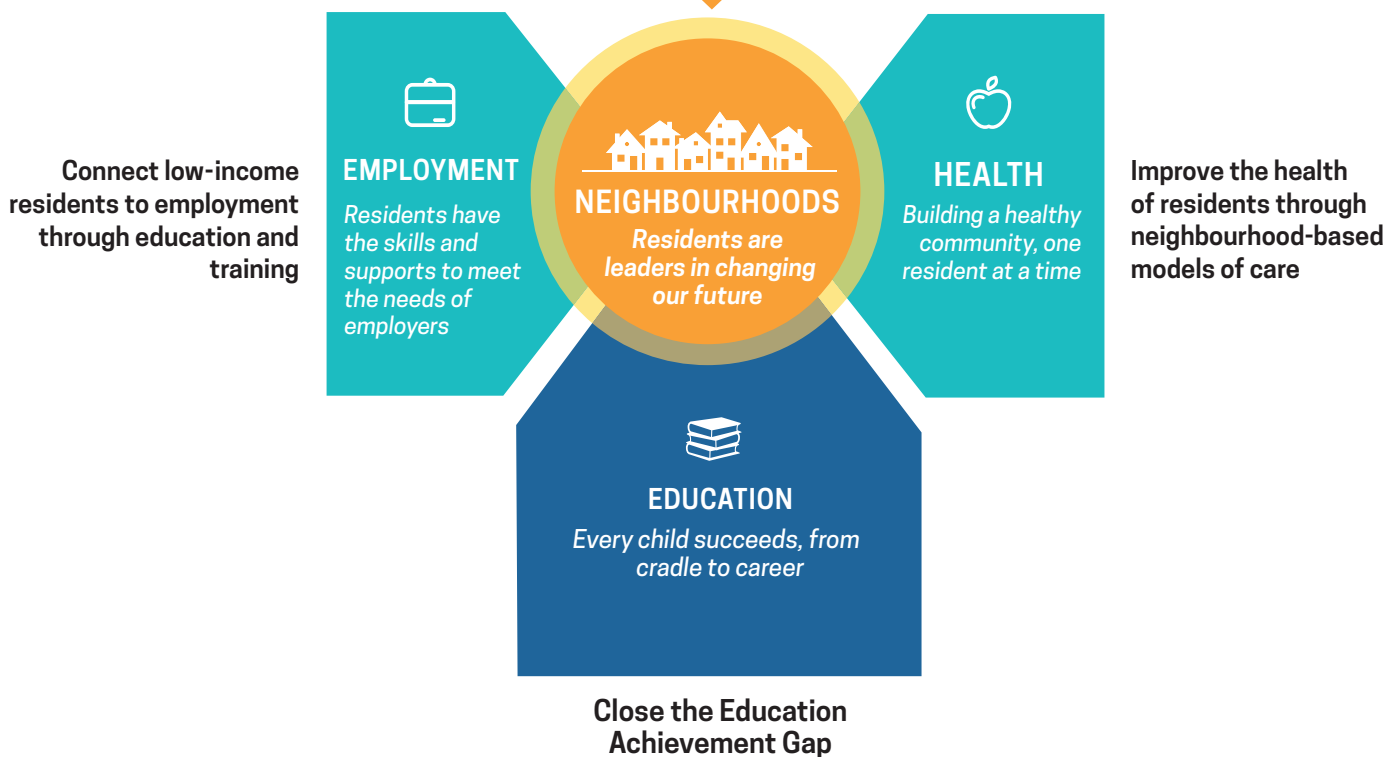 Connect low-income
residents to employment
through education and
training
EMPLOYMENT
Residents have
the skills and
supports to meet
the needs of
employers
NEIGHBOURHOODS
Residents are
leaders in changing
our future
HEALTH
Building a healthy
community, one
resident at a time
Improve the health
of residents through
neighbourhood-based
models of care
EDUCATION
Every child succeeds, from
cradle to career
Close the Education
Achievement Gap